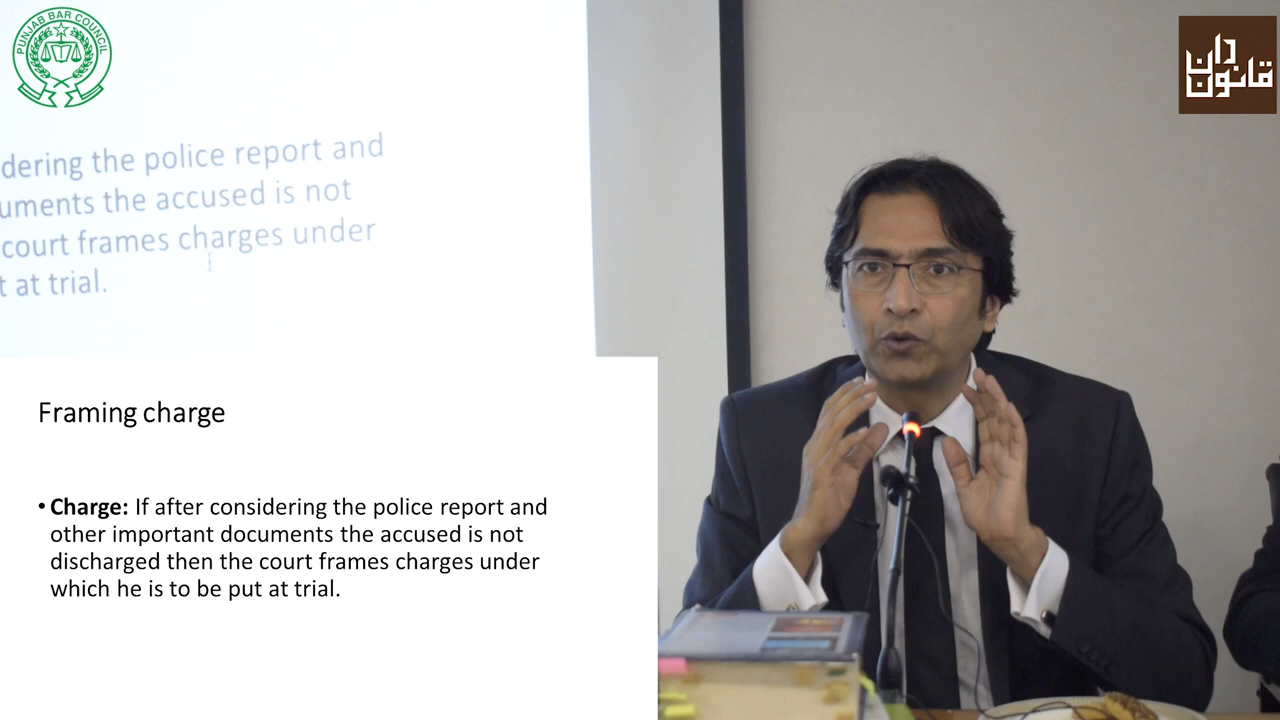 PUNJAB BAR COUNCIL
قانون دان
dering the police report and
uments the accused is not
court frames charges under
t at trial.
Framing charge
• Charge: If after considering the police report and
other important documents the accused is not
discharged then the court frames charges under
which he is to be put at trial.